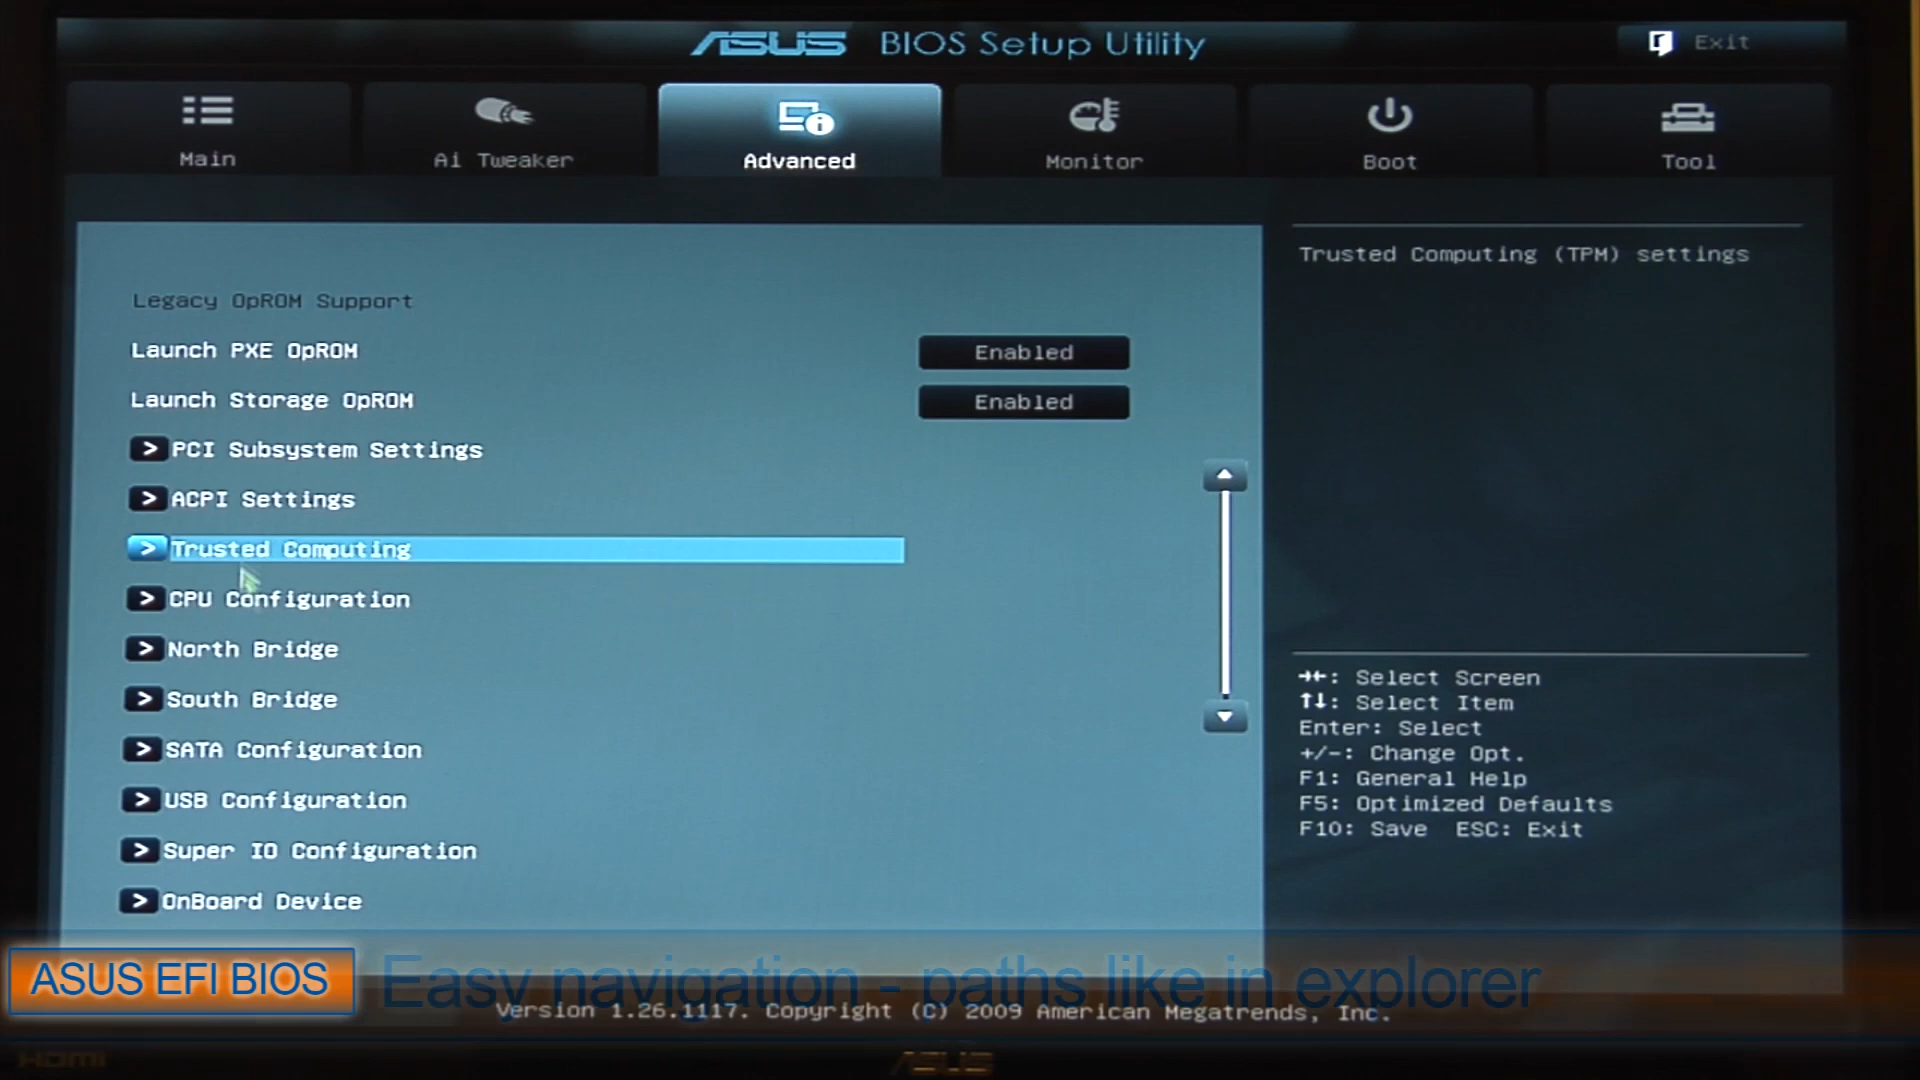 ASUS BIOS Setup Utility
Exit
Main
Ai Tweaker
Advanced
Monitor
Boot
Tool
Legacy OpROM Support
Launch PXE OpROM Enabled
Launch Storage OpROM Enabled
> PCI Subsystem Settings
> ACPI Settings
> Trusted Computing
> CPU Configuration
> North Bridge
> South Bridge
> SATA Configuration
> USB Configuration
> Super IO Configuration
> OnBoard Device
Trusted Computing (TPM) settings
→←: Select Screen
↑↓: Select Item
Enter: Select
+/-: Change Opt.
F1: General Help
F5: Optimized Defaults
F10: Save ESC: Exit
ASUS EFI BIOS
Easy navigation - paths like in explorer
Version 1.26.1117. Copyright (C) 2009 American Megatrends, Inc.
HDMI
ASUS